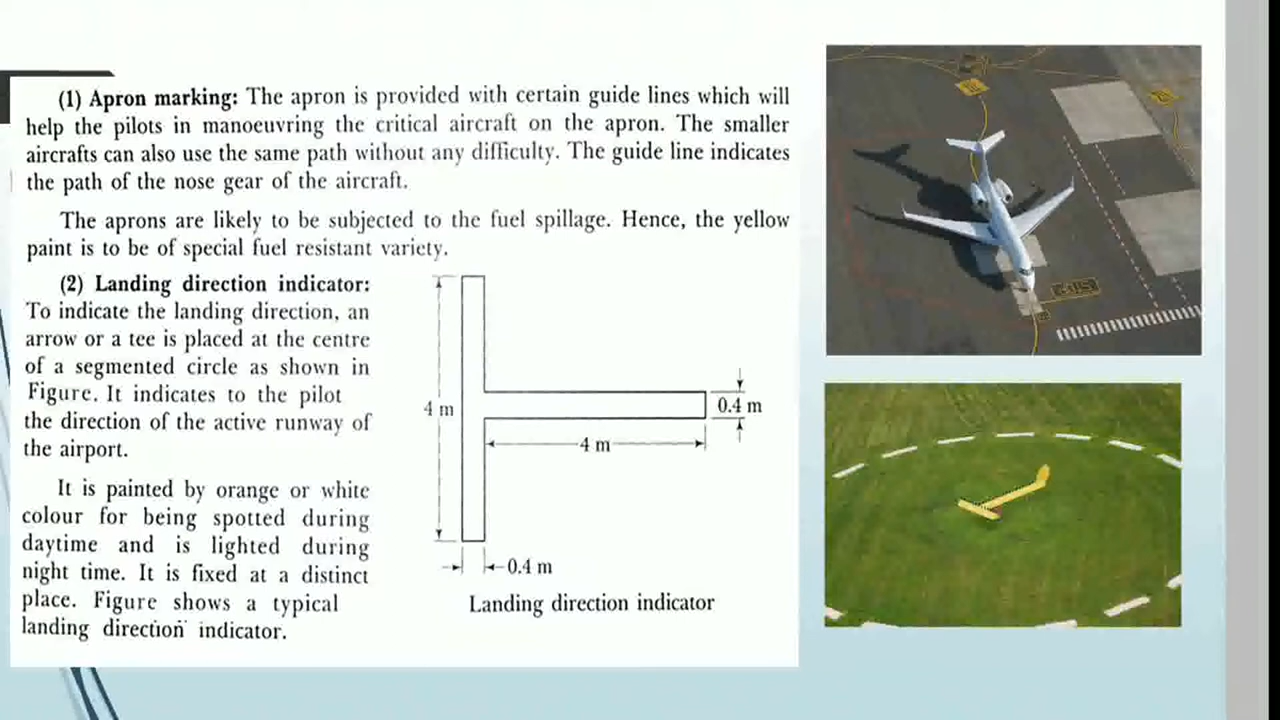 (1) Apron marking: The apron is provided with certain guide lines which will
help the pilots in manoeuvring the critical aircraft on the apron. The smaller
aircrafts can also use the same path without any difficulty. The guide line indicates
the path of the nose gear of the aircraft.
The aprons are likely to be subjected to the fuel spillage. Hence, the yellow
paint is to be of special fuel resistant variety.
(2) Landing direction indicator:
To indicate the landing direction, an
arrow or a tee is placed at the centre
of a segmented circle as shown in
Figure. It indicates to the pilot
the direction of the active runway of
the airport.
It is painted by orange or white
colour for being spotted during
daytime and is lighted during
night time. It is fixed at a distinct
place. Figure shows a typical
landing direction indicator.
4 m
0.4 m
4 m
0.4 m
Landing direction indicator